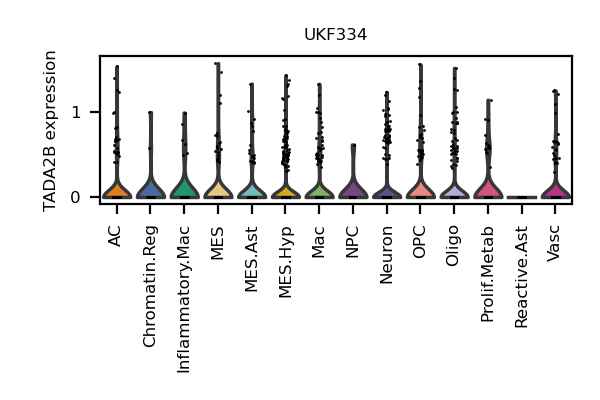 UKF334
TADA2B expression
1
0
AC
Chromatin.Reg
Inflammatory.Mac
MES
MES.Ast
MES.Hyp
Mac
NPC
Neuron
OPC
Oligo
Prolif.Metab
Reactive.Ast
Vasc